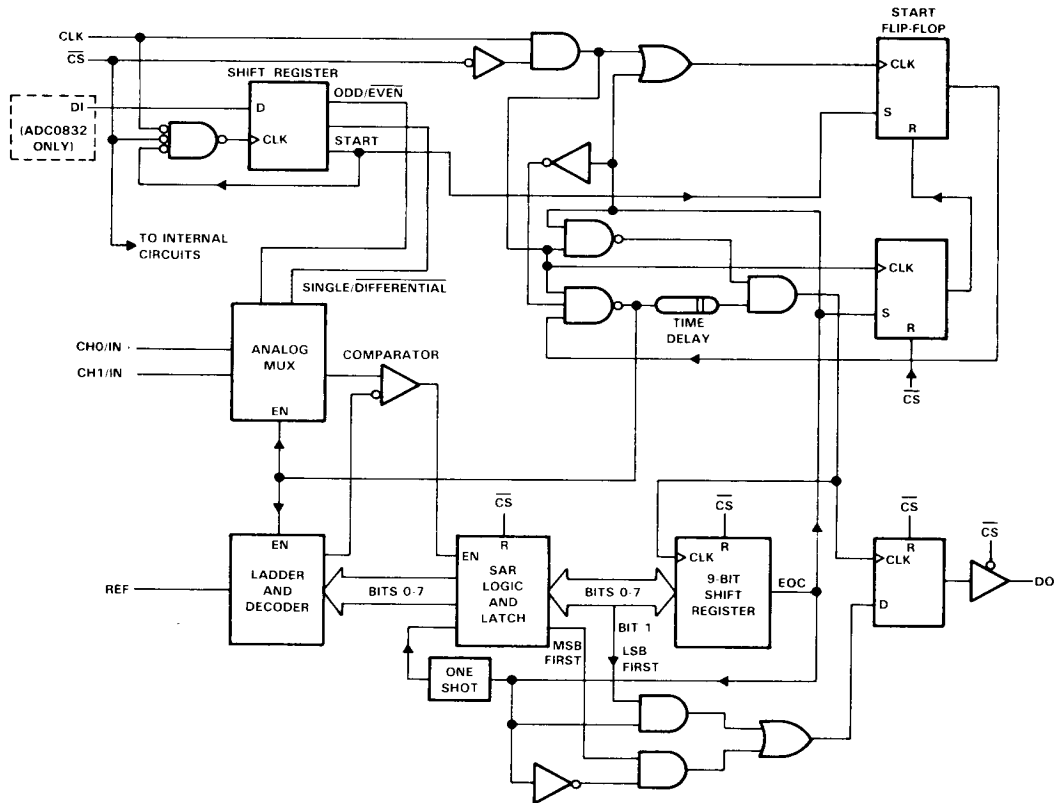 CLK
CS
SHIFT REGISTER
ODD/EVEN
D
CLK
START
DI
(ADC0832
ONLY)
TO INTERNAL
CIRCUITS
SINGLE/DIFFERENTIAL
START
FLIP-FLOP
CLK
S
R
CLK
S
R
CS
TIME
DELAY
CH0/IN
CH1/IN
ANALOG
MUX
EN
COMPARATOR
REF
EN
LADDER
AND
DECODER
BITS 0-7
CS
R
EN
SAR
LOGIC
AND
LATCH
MSB
FIRST
ONE
SHOT
BITS 0-7
BIT 1
LSB
FIRST
CS
R
CLK
9-BIT
SHIFT
REGISTER
EOC
CS
R
CLK
D
CS
DO